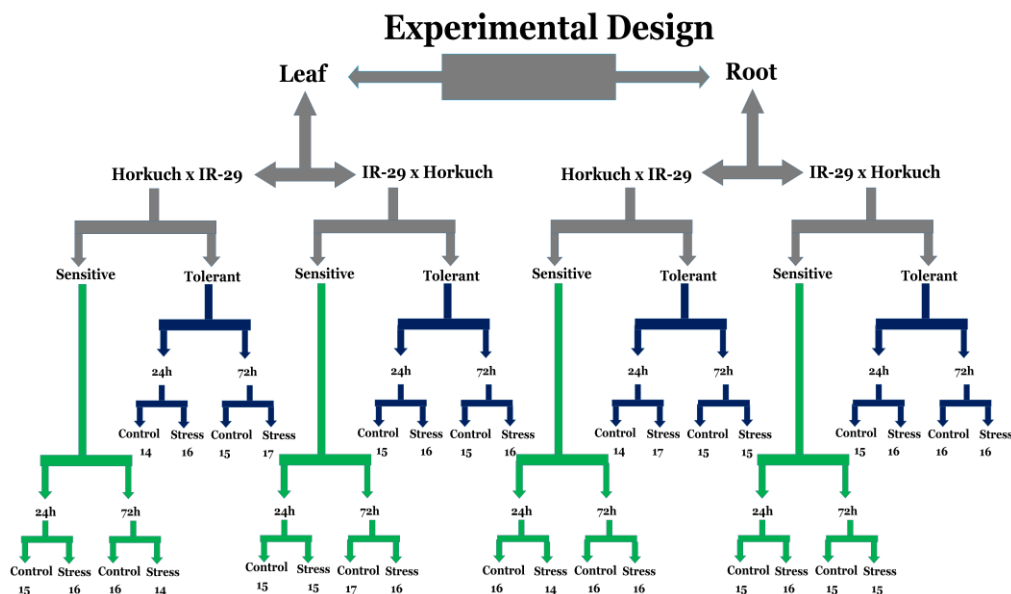 Experimental Design
Leaf Root
Horkuch x IR-29 IR-29 x Horkuch Horkuch x IR-29 IR-29 x Horkuch
Sensitive Tolerant Sensitive Tolerant Sensitive Tolerant Sensitive Tolerant
24h 72h 24h 72h 24h 72h 24h 72h
Control Stress Control Stress Control Stress Control Stress Control Stress Control Stress Control Stress Control Stress
14 16 15 17 15 16 15 16 14 17 15 15 15 16 16 16
24h 72h 24h 72h 24h 72h 24h 72h
Control Stress Control Stress Control Stress Control Stress Control Stress Control Stress Control Stress Control Stress
15 16 16 14 15 15 17 16 16 14 16 16 15 16 15 15